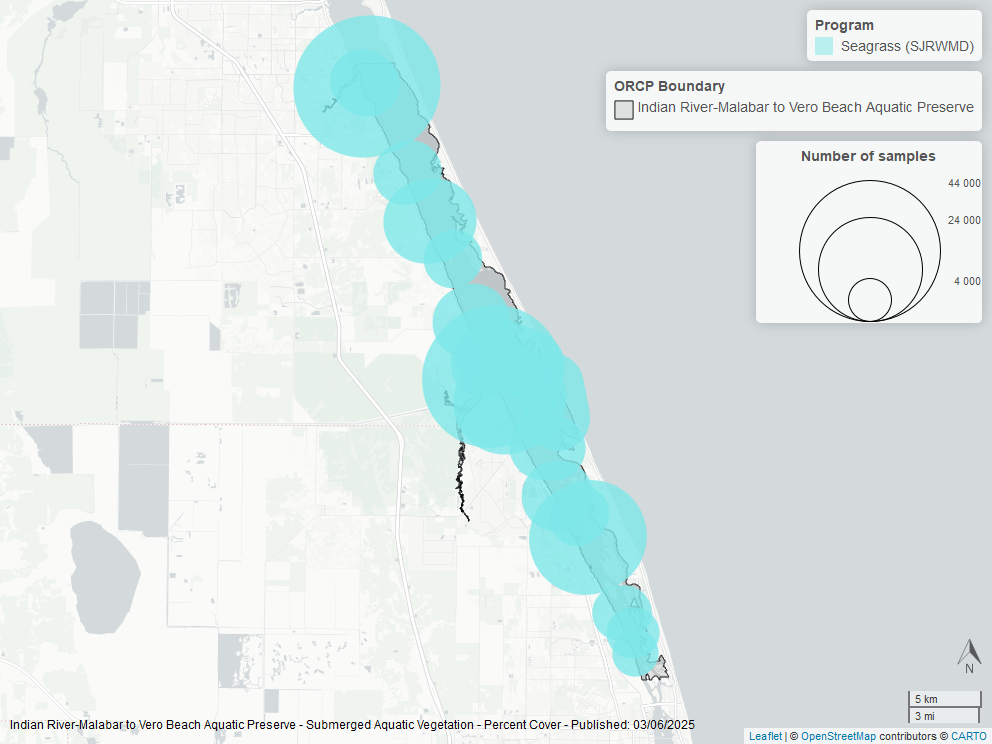 Program
Seagrass (SJRWMD)
ORCP Boundary
Indian River-Malabar to Vero Beach Aquatic Preserve
Number of samples
44 000
24 000
4 000
N
5 km
3 mi
Indian River-Malabar to Vero Beach Aquatic Preserve - Submerged Aquatic Vegetation - Percent Cover - Published: 03/06/2025
Leaflet | © OpenStreetMap contributors © CARTO